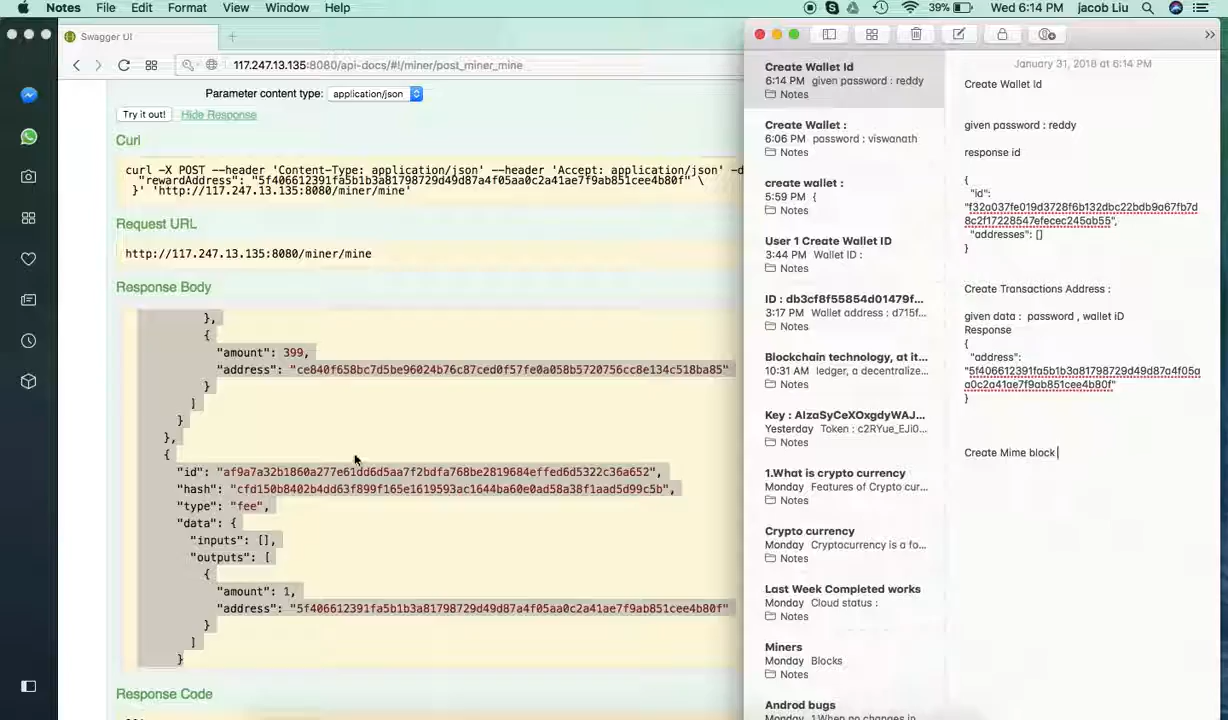 Notes File Edit Format View Window Help
39% Wed 6:14 PM jacob Liu
Swagger UI
117.247.13.135:8080/api-docs/#!/miner/post_miner_mine
Parameter content type: application/json
Try it out! Hide Response
Curl
curl -X POST --header 'Content-Type: application/json' --header 'Accept: application/json' -d
"rewardAddress": "5f406612391fa5b1b3a81798729d49d87a4f05aa0c2a41ae7f9ab851cee4b80f" \
}' 'http://117.247.13.135:8080/miner/mine'
Request URL
http://117.247.13.135:8080/miner/mine
Response Body
},
{
"amount": 399,
"address": "ce840f658bc7d5be96024b76c87ced0f57fe0a058b5720756cc8e134c518ba85"
}
]
}
},
{
"id": "af9a7a32b1860a277e61dd6d5aa7f2bdfa768be2819684effed6d5322c36a652",
"hash": "cfd150b8402b4dd63f899f165e1619593ac1644ba60e0ad58a38f1aad5d99c5b",
"type": "fee",
"data": {
"inputs": [],
"outputs": [
{
"amount": 1,
"address": "5f406612391fa5b1b3a81798729d49d87a4f05aa0c2a41ae7f9ab851cee4b80f"
}
]
}
Response Code
Create Wallet Id
6:14 PM given password : reddy
Notes
Create Wallet :
6:06 PM password : viswanath
Notes
create wallet :
5:59 PM {
Notes
User 1 Create Wallet ID
3:44 PM Wallet ID :
Notes
ID : db3cf8f55854d01479f...
3:17 PM Wallet address : d715f...
Notes
Blockchain technology, at it...
10:31 AM ledger, a decentralize...
Notes
Key : AIzaSyCeXOxgdyWAJ...
Yesterday Token : c2RYue_EJi0...
Notes
1.What is crypto currency
Monday Features of Crypto cur...
Notes
Crypto currency
Monday Cryptocurrency is a fo...
Notes
Last Week Completed works
Monday Cloud status :
Notes
Miners
Monday Blocks
Notes
Androd bugs
Monday 1.When no changes in
January 31, 2018 at 6:14 PM
Create Wallet Id
given password : reddy
response id
{
"id":
"f32a037fe019d3728f6b132dbc22bdb9a67fb7d
8c2f17228547efecec245ab55",
"addresses": []
}
Create Transactions Address :
given data : password , wallet iD
Response
{
"address":
"5f406612391fa5b1b3a81798729d49d87a4f05a
a0c2a41ae7f9ab851cee4b80f"
}
Create Mime block